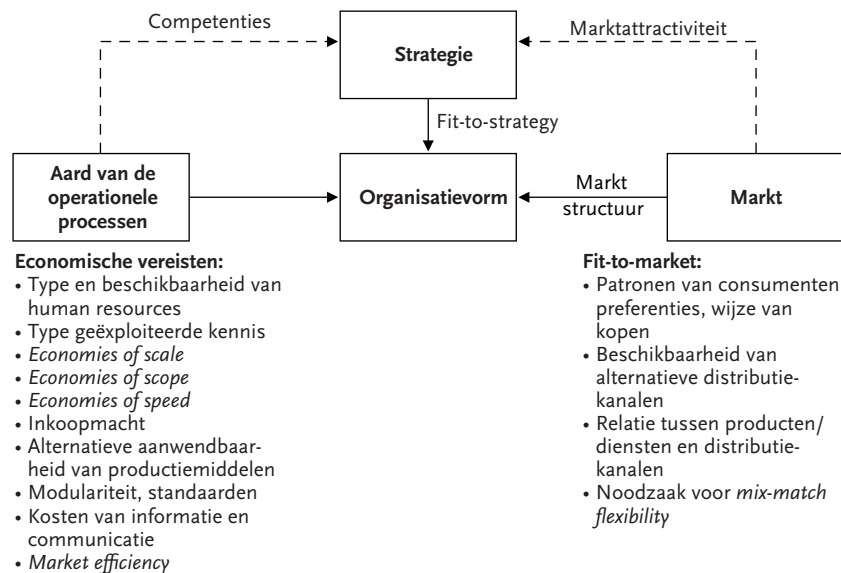 Competenties
Marktattractiviteit
Strategie
Fit-to-strategy
Aard van de
operationele
processen
Organisatievorm
Markt
structuur
Markt
Economische vereisten:
• Type en beschikbaarheid van
human resources
• Type geëxploiteerde kennis
• Economies of scale
• Economies of scope
• Economies of speed
• Inkoopmacht
• Alternatieve aanwendbaar-
heid van productiemiddelen
• Modulariteit, standaarden
• Kosten van informatie en
communicatie
• Market efficiency
Fit-to-market:
• Patronen van consumenten
preferenties, wijze van
kopen
• Beschikbaarheid van
alternatieve distributie-
kanalen
• Relatie tussen producten/
diensten en distributie-
kanalen
• Noodzaak voor mix-match
flexibility